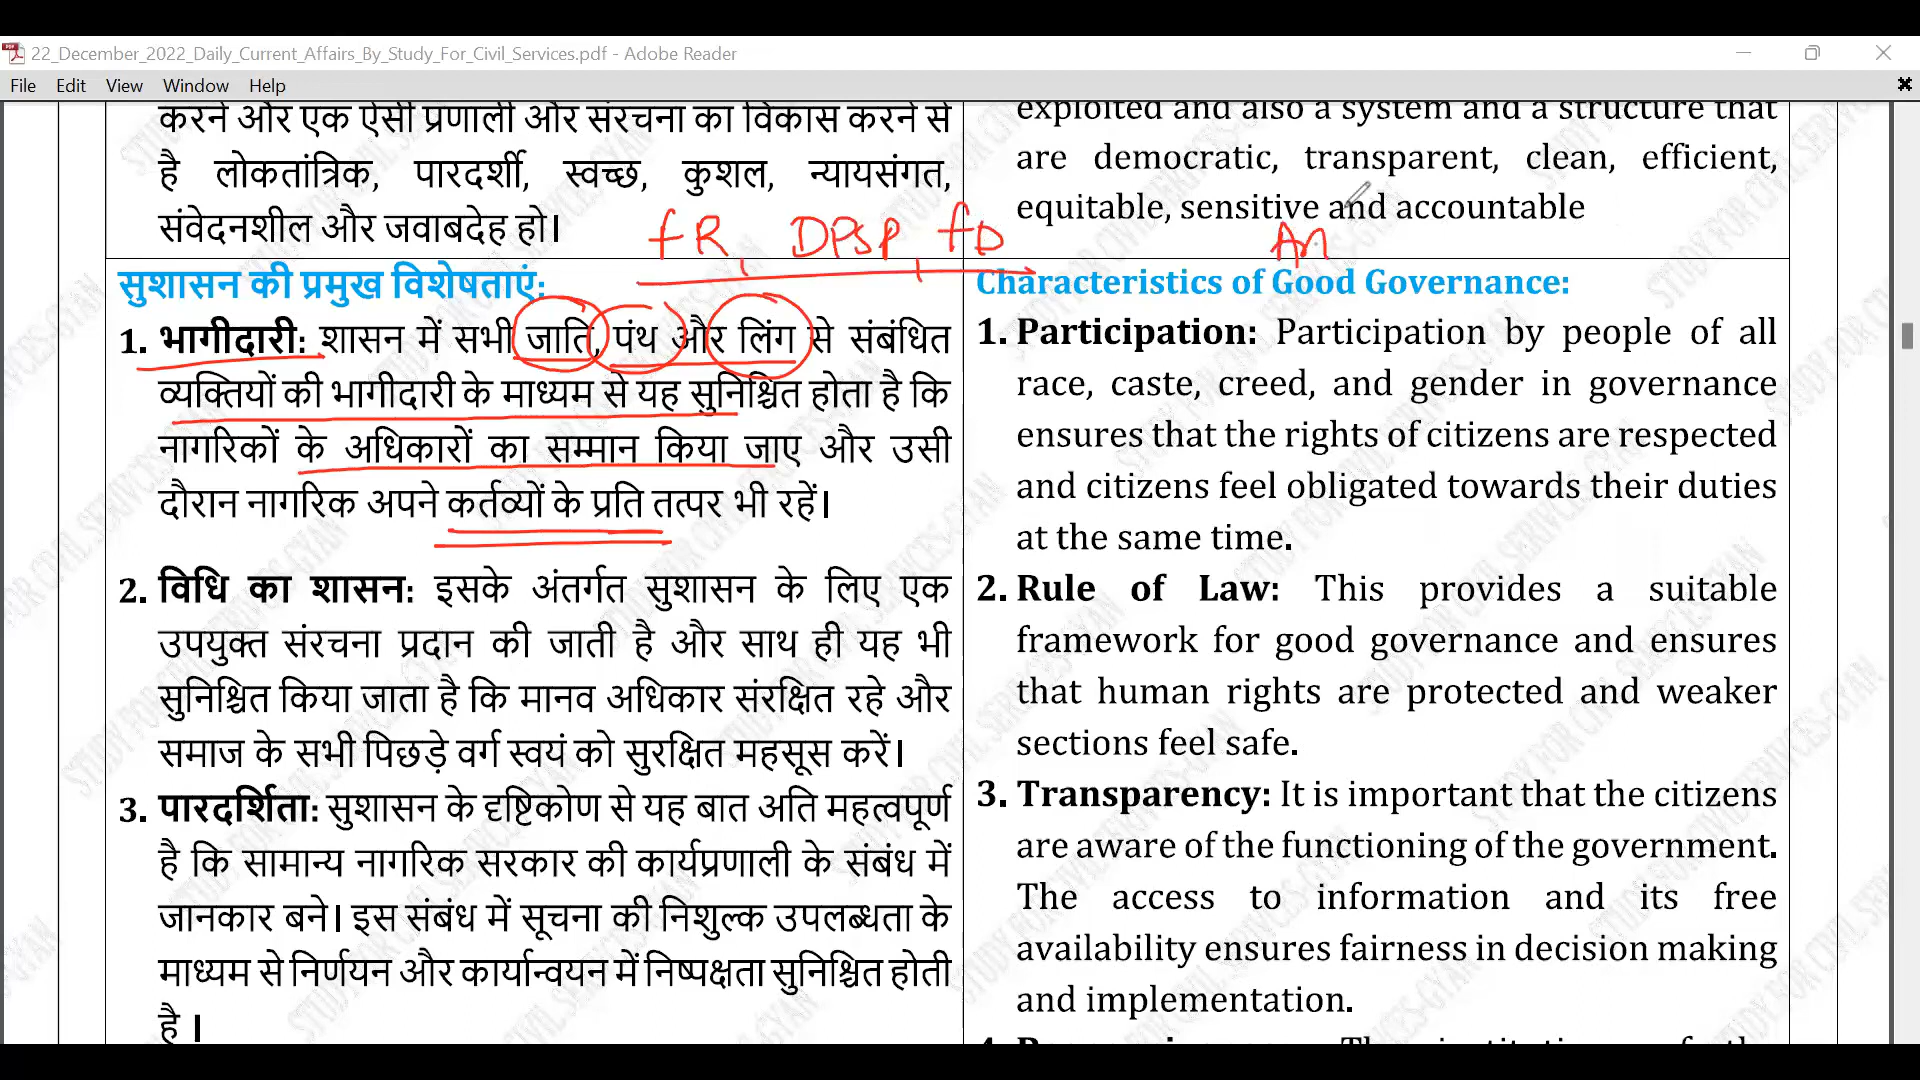 22_December_2022_Daily_Current_Affairs_By_Study_For_Civil_Services.pdf - Adobe Reader
File Edit View Window Help
करने और एक ऐसी प्रणाली और संरचना का विकास करने से
है लोकतांत्रिक, पारदर्शी, स्वच्छ, कुशल, न्यायसंगत,
संवेदनशील और जवाबदेह हो।
fR, DPSP, fD
सुशासन की प्रमुख विशेषताएं:
1. भागीदारी: शासन में सभी जाति, पंथ और लिंग से संबंधित
व्यक्तियों की भागीदारी के माध्यम से यह सुनिश्चित होता है कि
नागरिकों के अधिकारों का सम्मान किया जाए और उसी
दौरान नागरिक अपने कर्तव्यों के प्रति तत्पर भी रहें।
2. विधि का शासन: इसके अंतर्गत सुशासन के लिए एक
उपयुक्त संरचना प्रदान की जाती है और साथ ही यह भी
सुनिश्चित किया जाता है कि मानव अधिकार संरक्षित रहे और
समाज के सभी पिछड़े वर्ग स्वयं को सुरक्षित महसूस करें।
3. पारदर्शिता: सुशासन के दृष्टिकोण से यह बात अति महत्वपूर्ण
है कि सामान्य नागरिक सरकार की कार्यप्रणाली के संबंध में
जानकार बने। इस संबंध में सूचना की निशुल्क उपलब्धता के
माध्यम से निर्णयन और कार्यान्वयन में निष्पक्षता सुनिश्चित होती
है ।
exploited and also a system and a structure that
are democratic, transparent, clean, efficient,
equitable, sensitive and accountable
Characteristics of Good Governance:
1. Participation: Participation by people of all
race, caste, creed, and gender in governance
ensures that the rights of citizens are respected
and citizens feel obligated towards their duties
at the same time.
2. Rule of Law: This provides a suitable
framework for good governance and ensures
that human rights are protected and weaker
sections feel safe.
3. Transparency: It is important that the citizens
are aware of the functioning of the government.
The access to information and its free
availability ensures fairness in decision making
and implementation.
STUDY FOR CIVIL SERIVCES-GYAN